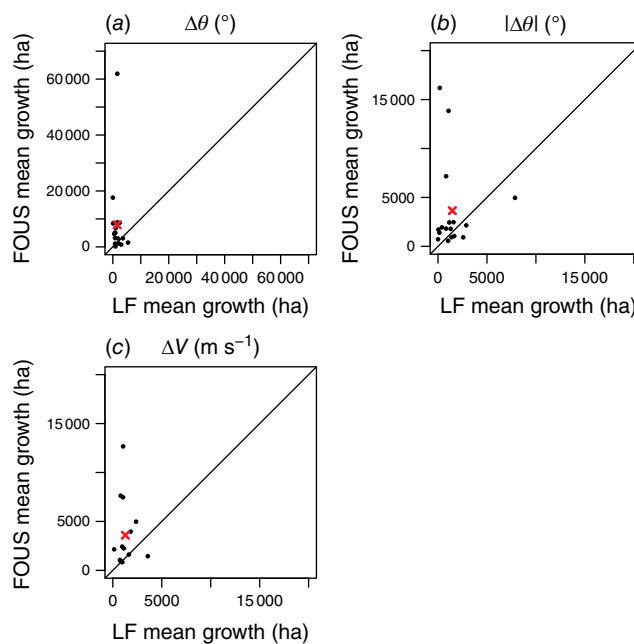 (a) Δθ (°)
FOUS mean growth (ha)
60 000
40 000
20 000
0
0 20 000 40 000 60 000
LF mean growth (ha)
(b) |Δθ| (°)
FOUS mean growth (ha)
15 000
5000
0
0 5000 15 000
LF mean growth (ha)
(c) ΔV (m s⁻¹)
FOUS mean growth (ha)
15 000
5000
0
0 5000 15 000
LF mean growth (ha)